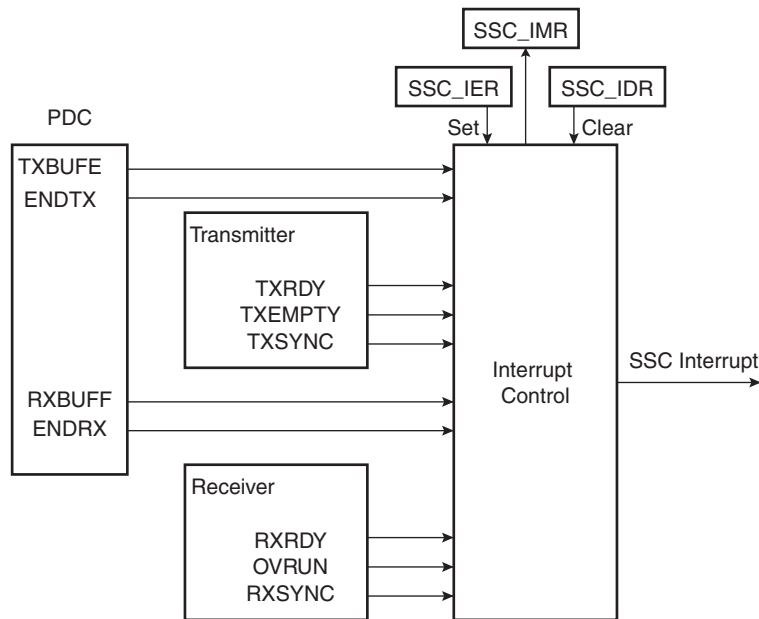 SSC_IMR
SSC_IER
SSC_IDR
Set
Clear
PDC
TXBUFE
ENDTX
Transmitter
TXRDY
TXEMPTY
TXSYNC
RXBUFF
ENDRX
Receiver
RXRDY
OVRUN
RXSYNC
Interrupt
Control
SSC Interrupt